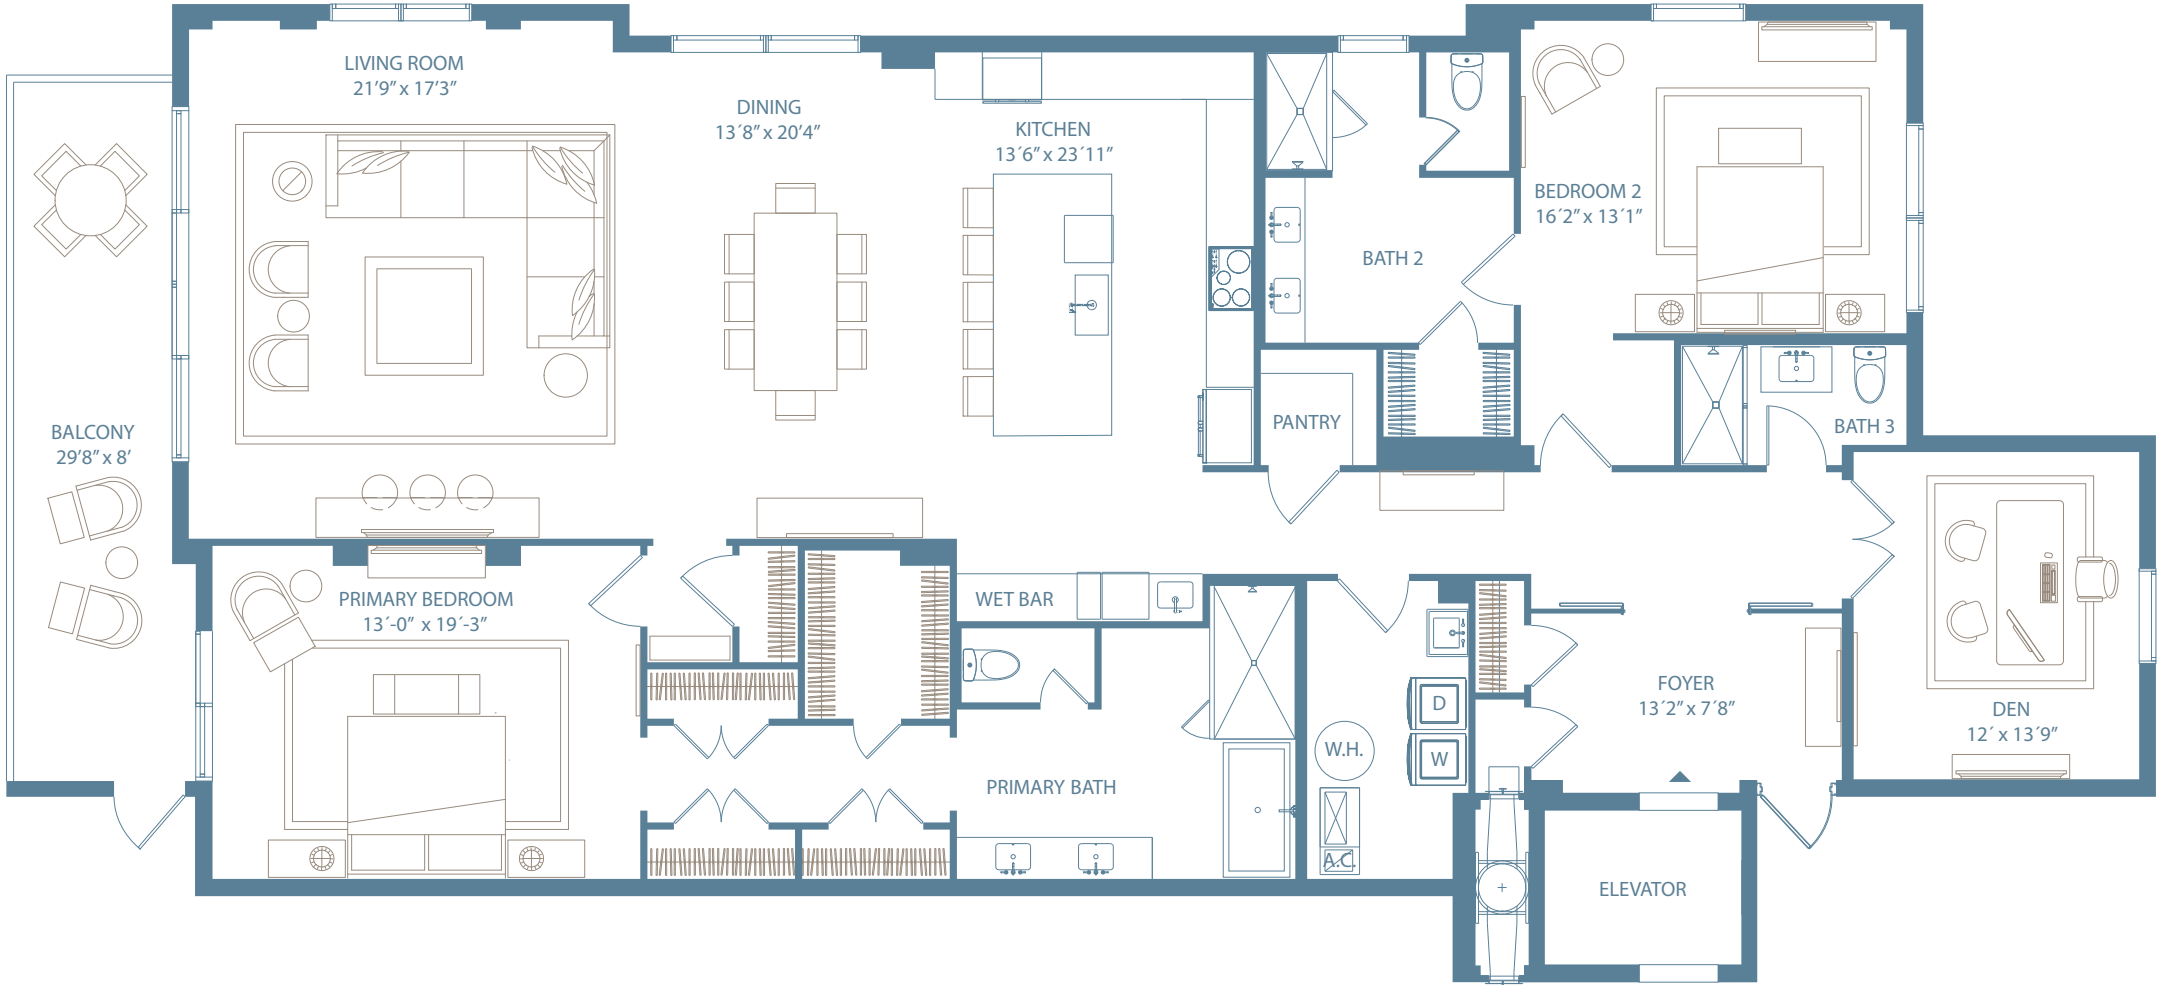 LIVING ROOM
21’9” x 17’3”
DINING
13´8” x 20’4”
KITCHEN
13´6” x 23´11”
BEDROOM 2
16´2” x 13´1”
BATH 2
BALCONY
29’8” x 8’
PANTRY
BATH 3
PRIMARY BEDROOM
13´-0” x 19´-3”
WET BAR
FOYER
13´2” x 7´8”
DEN
12´ x 13´9”
D
W.H.
W
PRIMARY BATH
A.C.
ELEVATOR